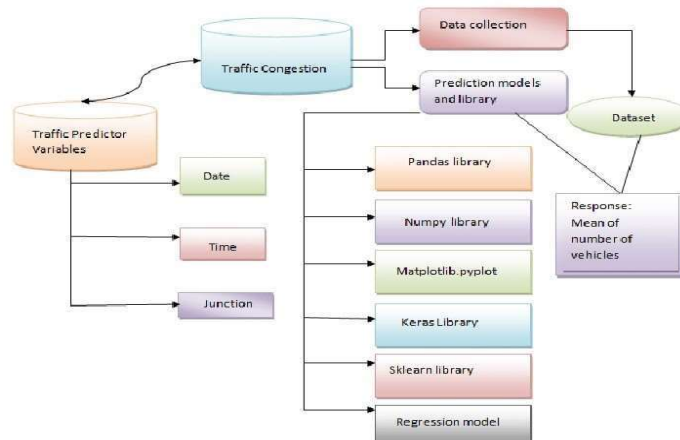 Data collection
Traffic Congestion
Prediction models
and library
Dataset
Traffic Predictor
Variables
Date
Time
Junction
Pandas library
Numpy library
Matplotlib.pyplot
Keras Library
Sklearn library
Regression model
Response:
Mean of
number of
vehicles